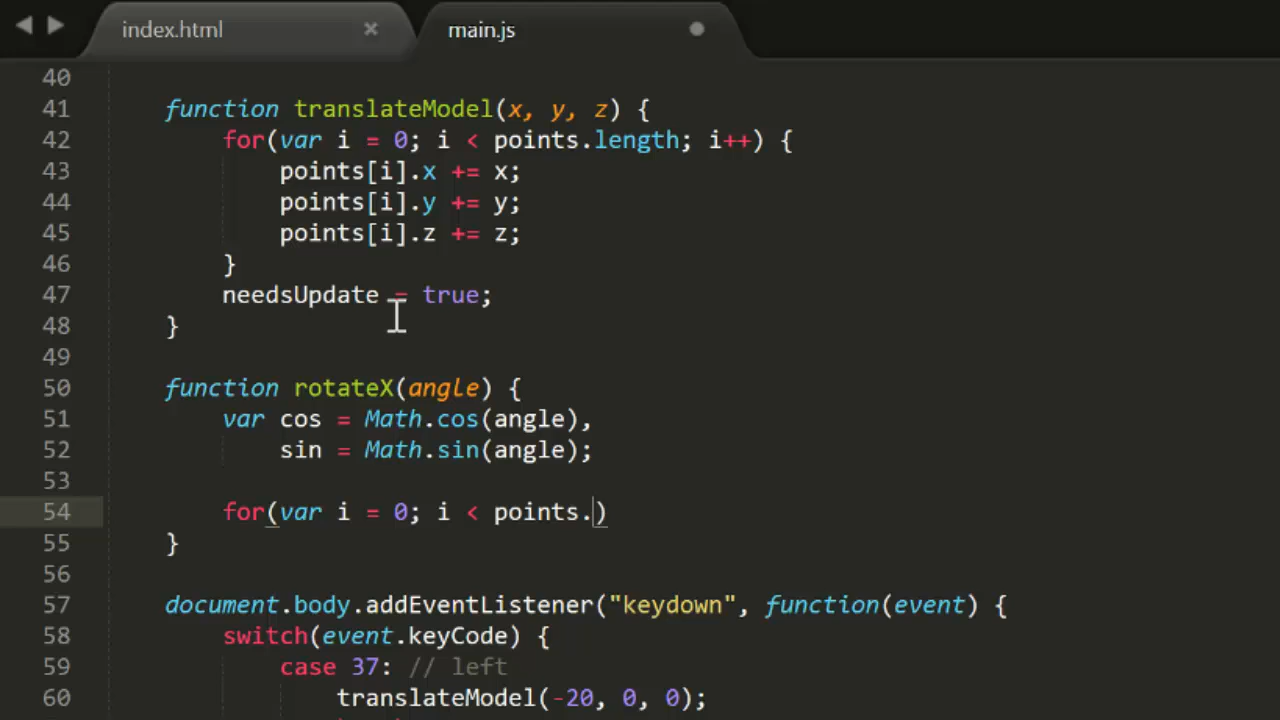 index.html × main.js
40
41 function translateModel(x, y, z) {
42 for(var i = 0; i < points.length; i++) {
43 points[i].x += x;
44 points[i].y += y;
45 points[i].z += z;
46 }
47 needsUpdate = true;
48 }
49
50 function rotateX(angle) {
51 var cos = Math.cos(angle),
52 sin = Math.sin(angle);
53
54 for(var i = 0; i < points.)
55 }
56
57 document.body.addEventListener("keydown", function(event) {
58 switch(event.keyCode) {
59 case 37: // left
60 translateModel(-20, 0, 0);